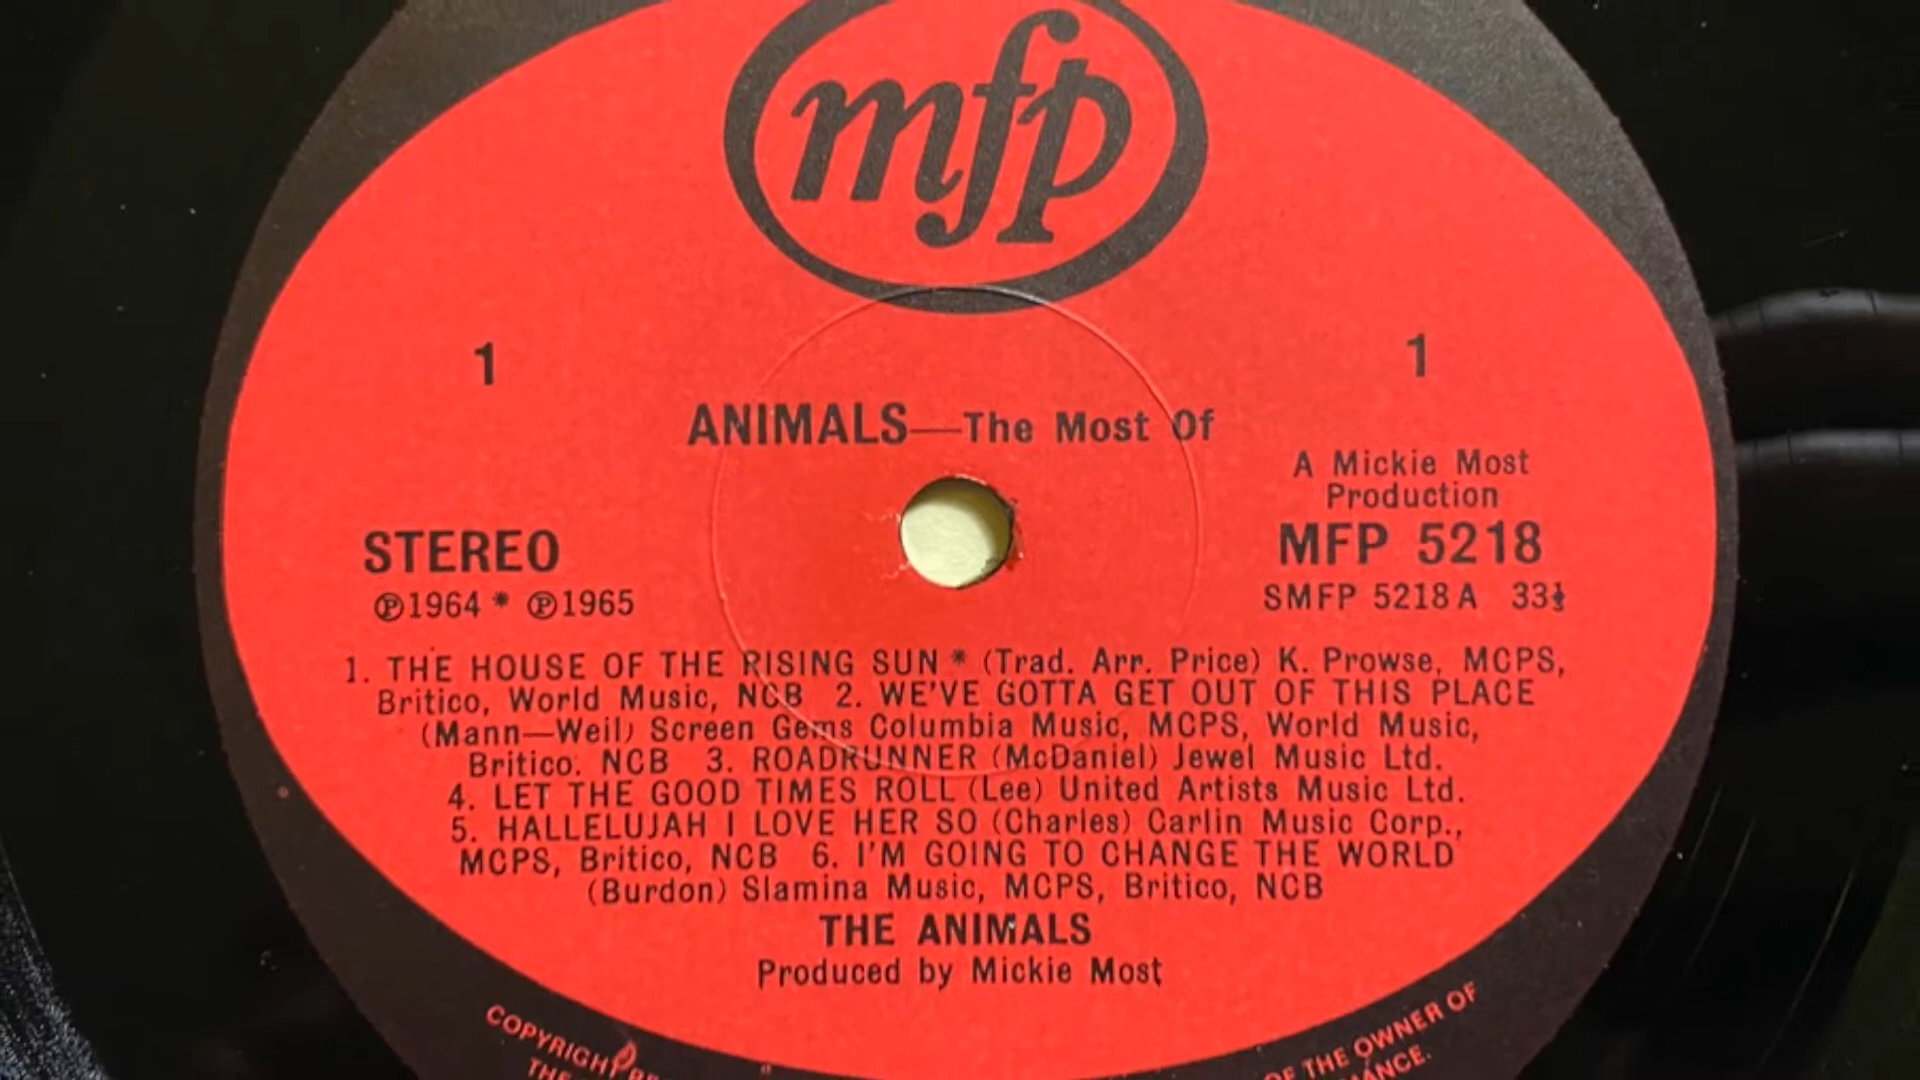 mfp
1 1
ANIMALS—The Most Of
A Mickie Most
Production
STEREO MFP 5218
Ⓟ1964 * Ⓟ1965 SMFP 5218A 33⅓
1. THE HOUSE OF THE RISING SUN * (Trad. Arr. Price) K. Prowse, MCPS,
Britico, World Music, NCB 2. WE'VE GOTTA GET OUT OF THIS PLACE
(Mann—Weil) Screen Gems Columbia Music, MCPS, World Music,
Britico. NCB 3. ROADRUNNER (McDaniel) Jewel Music Ltd.
4. LET THE GOOD TIMES ROLL (Lee) United Artists Music Ltd.
5. HALLELUJAH I LOVE HER SO (Charles) Carlin Music Corp.,
MCPS, Britico, NCB 6. I'M GOING TO CHANGE THE WORLD
(Burdon) Slamina Music, MCPS, Britico, NCB
THE ANIMALS
Produced by Mickie Most
COPYRIGHT
THE
OF THE OWNER OF